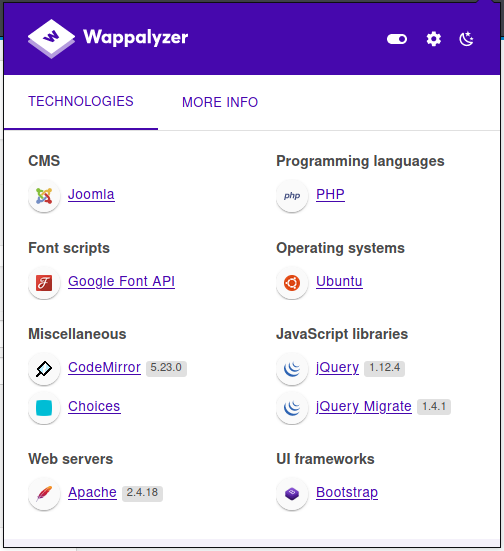 Wappalyzer
TECHNOLOGIES
MORE INFO
CMS
Joomla
Programming languages
php PHP
Font scripts
Google Font API
Operating systems
Ubuntu
Miscellaneous
CodeMirror 5.23.0
Choices
JavaScript libraries
jQuery 1.12.4
jQuery Migrate 1.4.1
Web servers
Apache 2.4.18
UI frameworks
Bootstrap